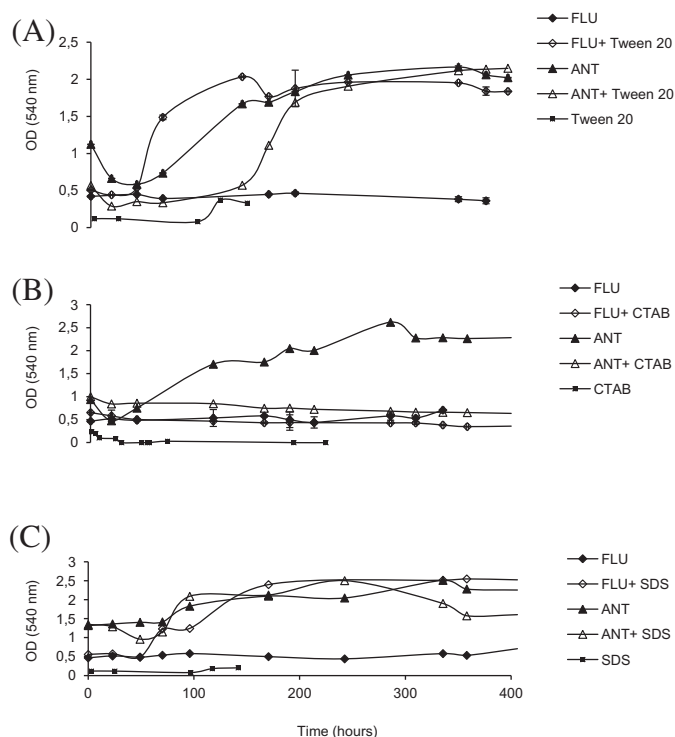 (A)
OD (540 nm)
2,5
2
1,5
1
0,5
0
FLU
FLU+ Tween 20
ANT
ANT+ Tween 20
Tween 20
(B)
OD (540 nm)
3
2,5
2
1,5
1
0,5
0
FLU
FLU+ CTAB
ANT
ANT+ CTAB
CTAB
(C)
OD (540 nm)
3
2,5
2
1,5
1
0,5
0
0 100 200 300 400
Time (hours)
FLU
FLU+ SDS
ANT
ANT+ SDS
SDS